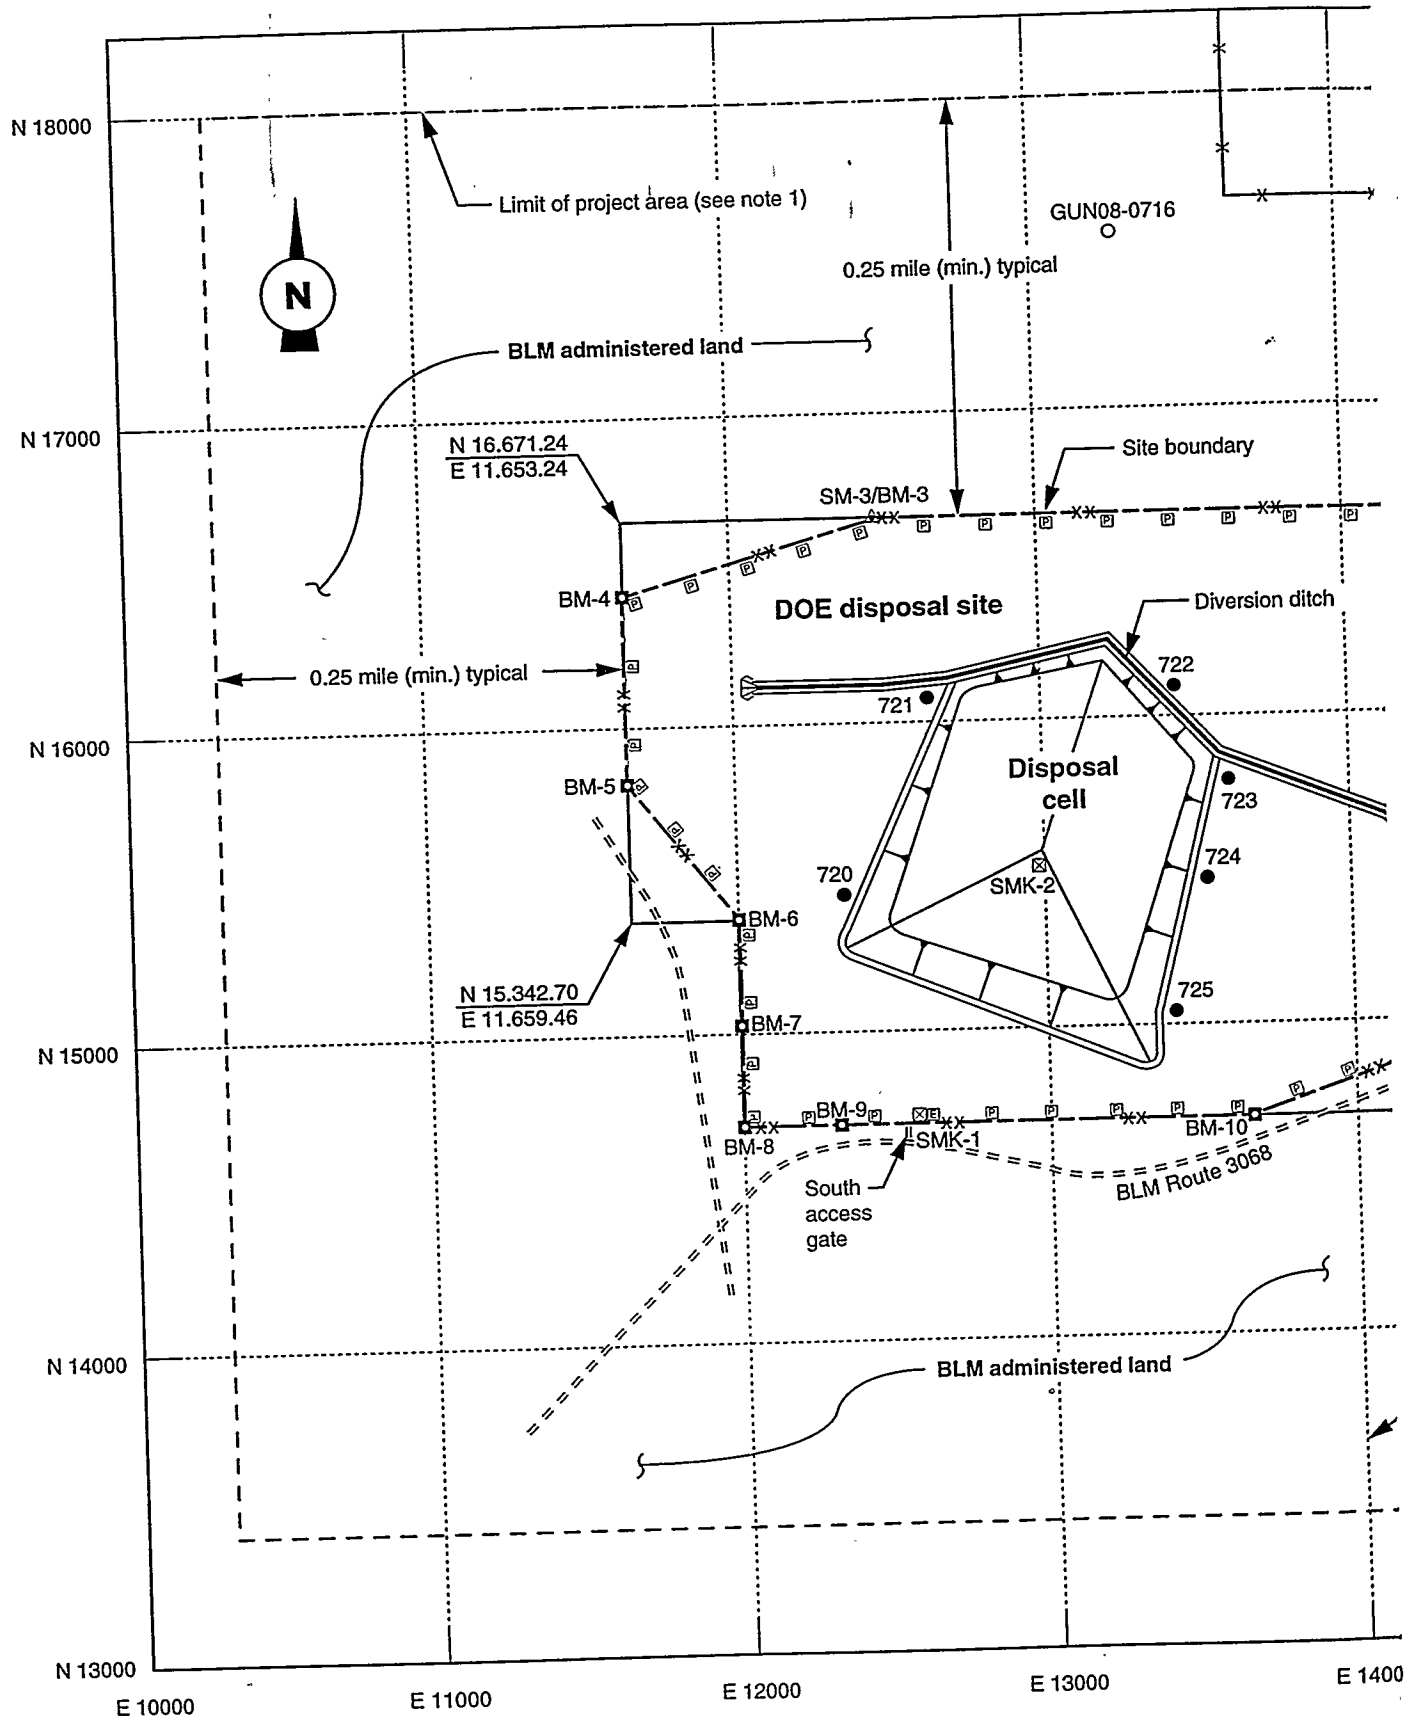 N 18000
Limit of project area (see note 1)
GUN08-0716
0.25 mile (min.) typical
N
BLM administered land
N 17000
N 16.671.24
E 11.653.24
Site boundary
SM-3/BM-3
BM-4
DOE disposal site
Diversion ditch
0.25 mile (min.) typical
722
721
N 16000
BM-5
Disposal
cell
723
724
720
SMK-2
BM-6
N 15.342.70
E 11.659.46
725
BM-7
N 15000
BM-9
BM-8
SMK-1
BM-10
BLM Route 3068
South
access
gate
N 14000
BLM administered land
N 13000
E 10000
E 11000
E 12000
E 13000
E 1400